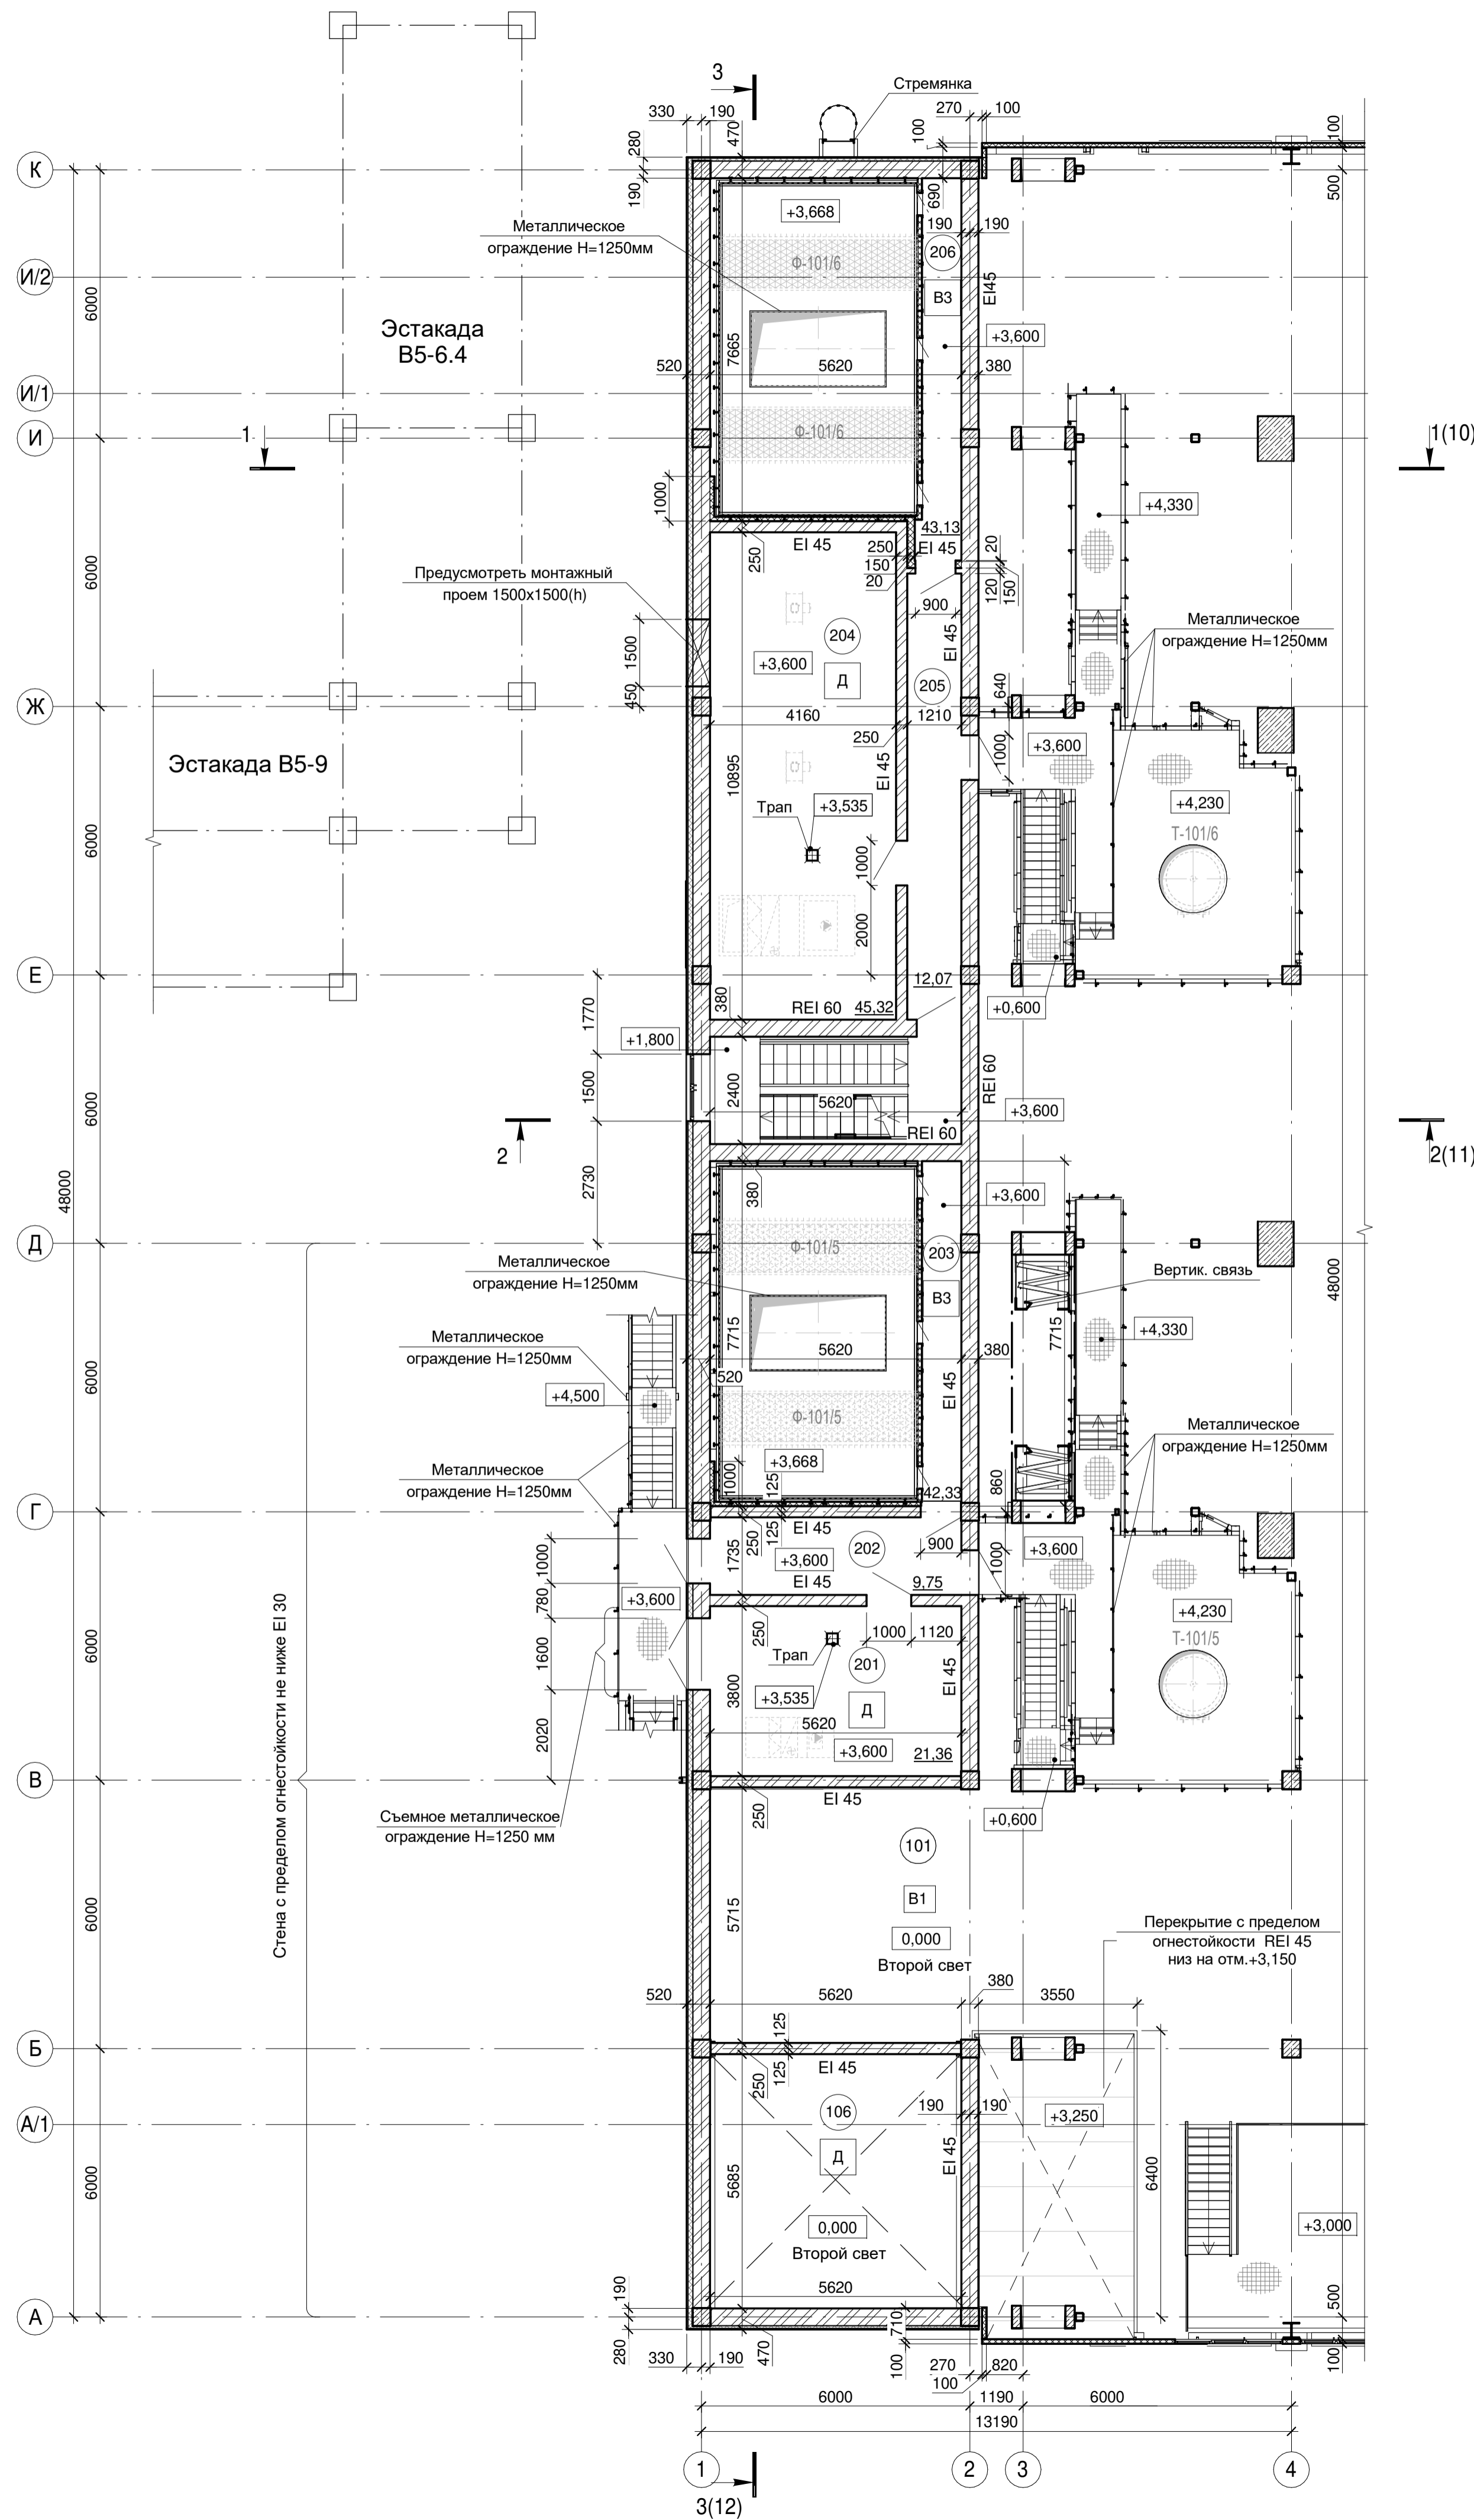 3
Стремянка
330
190
470
270
100
100
100
280
190
690
500
К
+3,668
Металлическое
ограждение Н=1250мм
190
190
206
Ф-101/6
И/2
В3
EI45
6000
Эстакада
В5-6.4
+3,600
7665
520
5620
380
И/1
Ф-101/6
И
1
1(10)
1000
+4,330
43,13
EI 45
250
EI 45
20
250
150
20
120
150
Предусмотреть монтажный
проем 1500х1500(h)
900
6000
204
Металлическое
ограждение Н=1250мм
+3,600
EI 45
1500
Д
205
640
450
Ж
4160
1210
250
+3,600
1000
Эстакада В5-9
EI 45
10895
+4,230
Трап
+3,535
Т-101/6
6000
1000
2000
Е
12,07
380
REI 60
45,32
+0,600
1770
+1,800
REI 60
1500
2400
5620
+3,600
6000
REI 60
2
2(11)
48000
2730
380
+3,600
Д
Ф-101/5
203
Металлическое
ограждение Н=1250мм
Вертик. связь
В3
48000
Металлическое
ограждение Н=1250мм
7715
7715
+4,330
5620
380
6000
+4,500
520
EI 45
Ф-101/5
Металлическое
ограждение Н=1250мм
Металлическое
ограждение Н=1250мм
+3,668
1000
125
42,33
860
Г
EI 45
125
250
1735
202
900
+3,600
1000
+3,600
1000
EI 45
9,75
780
+3,600
+4,230
Стена с пределом огнестойкости не ниже EI 30
250
1000
1120
Т-101/5
6000
1600
Трап
201
EI 45
3800
+3,535
Д
5620
2020
+3,600
21,36
В
EI 45
250
Съемное металлическое
ограждение Н=1250 мм
+0,600
101
В1
5715
6000
0,000
Второй свет
Перекрытие с пределом
огнестойкости REI 45
низ на отм.+3,150
380
520
5620
3550
125
Б
EI 45
250
125
106
190
190
+3,250
А/1
Д
EI 45
6000
5685
6400
0,000
Второй свет
+3,000
5620
190
500
А
710
280
330
190
470
100
270
820
100
100
6000
1190
6000
13190
1
2
3
4
3(12)